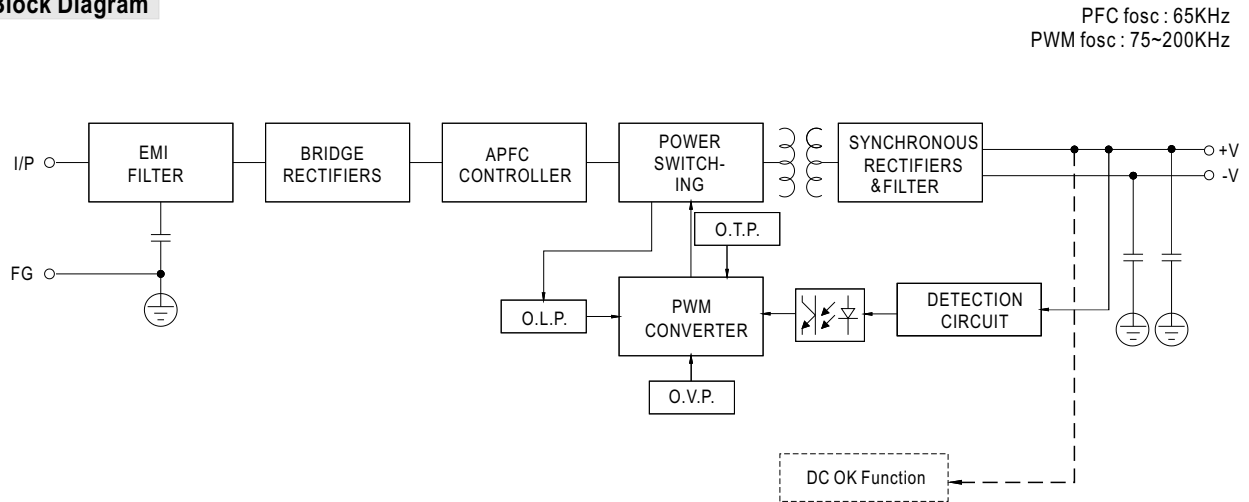 Block Diagram
PFC fosc : 65KHz
PWM fosc : 75~200KHz
I/P
EMI
FILTER
BRIDGE
RECTIFIERS
APFC
CONTROLLER
POWER
SWITCH-
ING
SYNCHRONOUS
RECTIFIERS
&FILTER
+V
-V
O.T.P.
FG
O.L.P.
PWM
CONVERTER
DETECTION
CIRCUIT
O.V.P.
DC OK Function